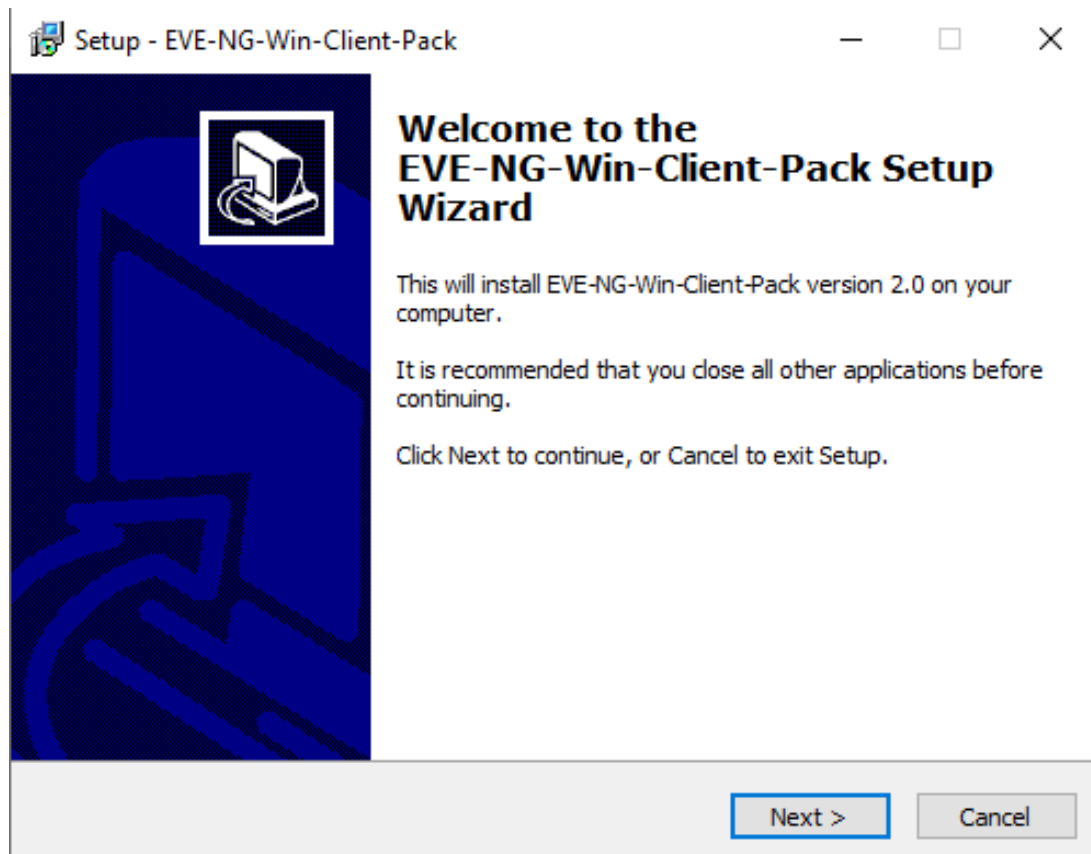 Setup - EVE-NG-Win-Client-Pack
Welcome to the
EVE-NG-Win-Client-Pack Setup
Wizard
This will install EVE-NG-Win-Client-Pack version 2.0 on your
computer.
It is recommended that you close all other applications before
continuing.
Click Next to continue, or Cancel to exit Setup.
Next >
Cancel